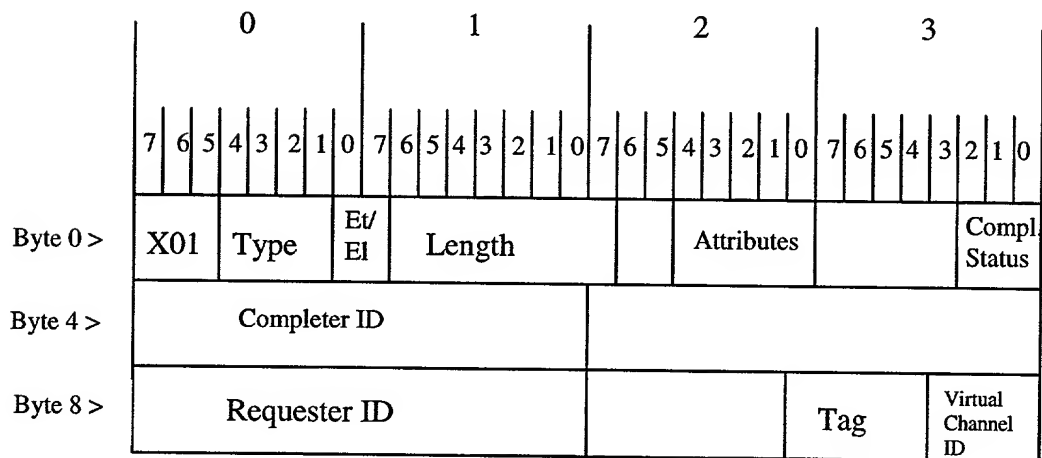 0 1 2 3
7 6 5 4 3 2 1 0 7 6 5 4 3 2 1 0 7 6 5 4 3 2 1 0 7 6 5 4 3 2 1 0
Byte 0 > X01 Type Et/ El Length Attributes Compl. Status
Byte 4 > Completer ID
Byte 8 > Requester ID Tag Virtual Channel ID